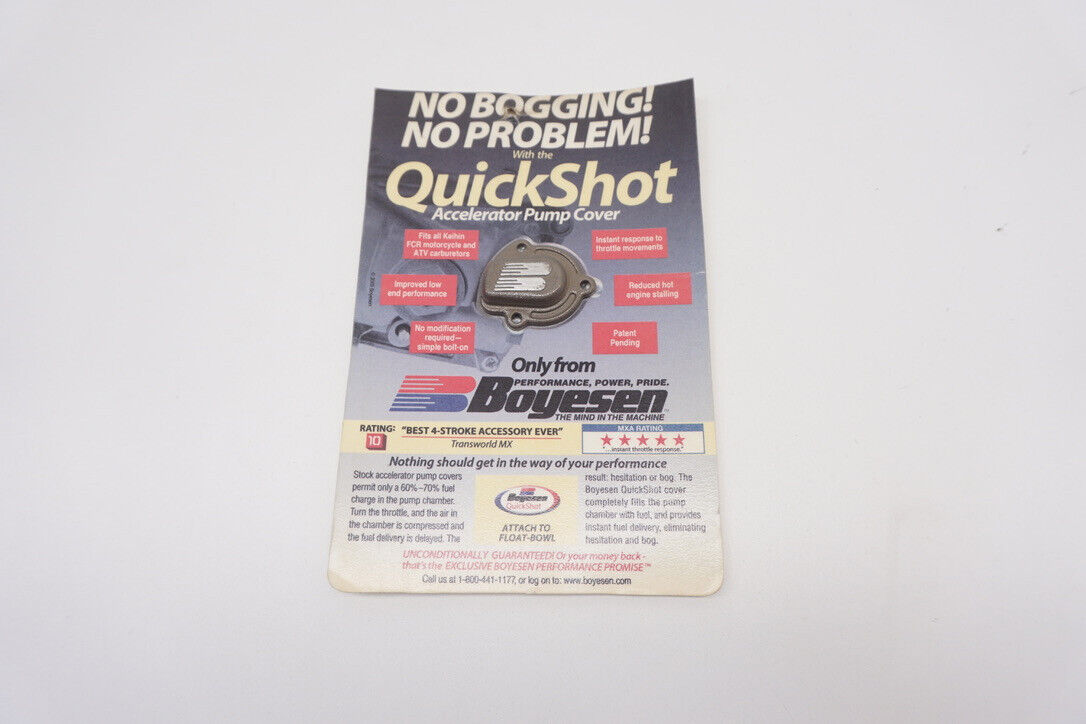 NO BOGGING!
NO PROBLEM!
With the
QuickShot
Accelerator Pump Cover
Fits all Keihin
FCR motorcycle and
ATV carburetors
Instant response to
throttle movements
Improved low
end performance
Reduced hot
engine stalling
No modification
required—
simple bolt-on
Patent
Pending
Only from
PERFORMANCE, POWER, PRIDE.
Boyesen
THE MIND IN THE MACHINE
RATING:
10
"BEST 4-STROKE ACCESSORY EVER"
Transworld MX
MXA RATING
"...instant throttle response."
Nothing should get in the way of your performance
Stock accelerator pump covers
permit only a 60%-70% fuel
charge in the pump chamber.
Turn the throttle, and the air in
the chamber is compressed and
the fuel delivery is delayed. The
Boyesen
QuickShot
ATTACH TO
FLOAT-BOWL
result: hesitation or bog. The
Boyesen QuickShot cover
completely fills the pump
chamber with fuel, and provides
instant fuel delivery, eliminating
hesitation and bog.
UNCONDITIONALLY GUARANTEED! Or your money back -
that's the EXCLUSIVE BOYESEN PERFORMANCE PROMISE™
Call us at 1-800-441-1177, or log on to: www.boyesen.com